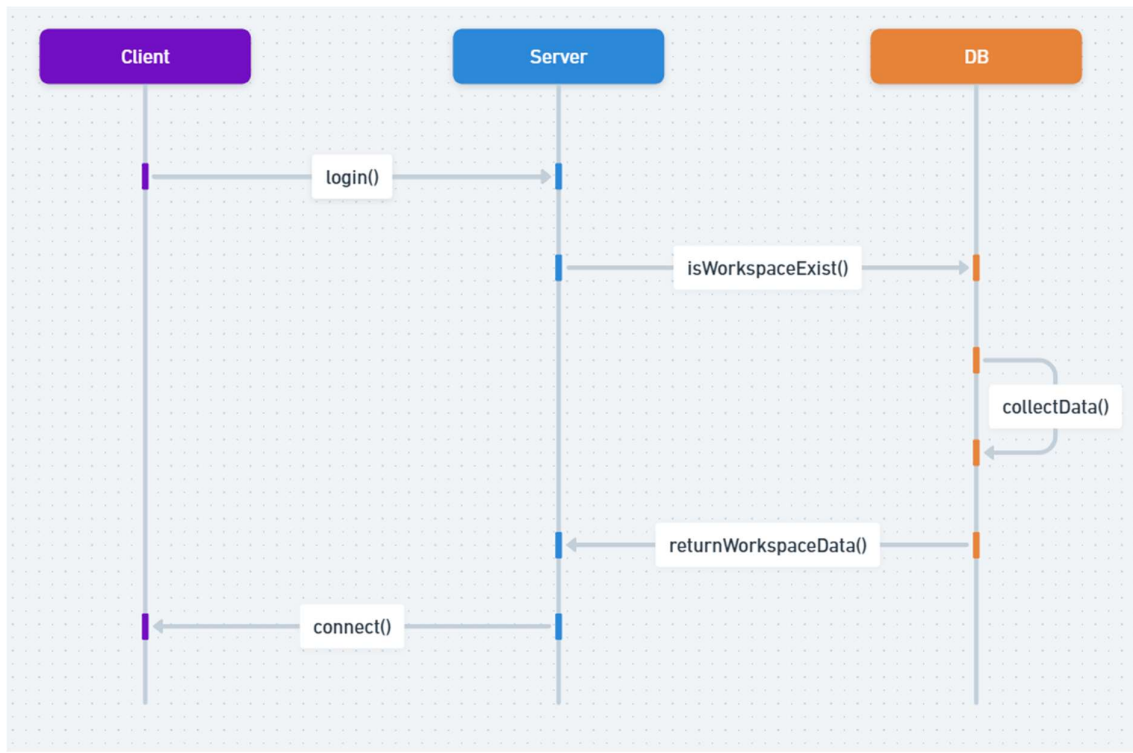 Client
Server
DB
login()
isWorkspaceExist()
collectData()
returnWorkspaceData()
connect()